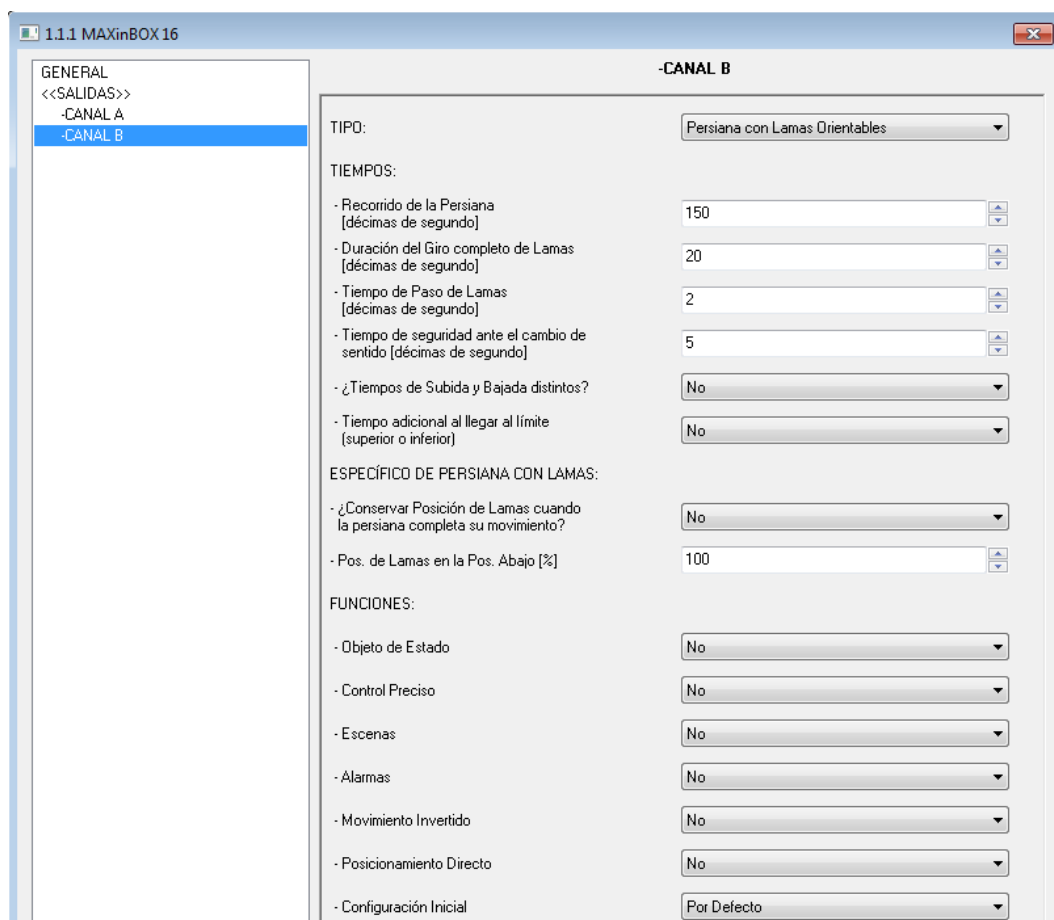 1.1.1 MAXinBOX 16
GENERAL
<<SALIDAS>>
-CANAL A
-CANAL B
-CANAL B
TIPO: Persiana con Lamas Orientables
TIEMPOS:
- Recorrido de la Persiana
[décimas de segundo] 150
- Duración del Giro completo de Lamas
[décimas de segundo] 20
- Tiempo de Paso de Lamas
[décimas de segundo] 2
- Tiempo de seguridad ante el cambio de
sentido [décimas de segundo] 5
- ¿Tiempos de Subida y Bajada distintos? No
- Tiempo adicional al llegar al límite
(superior o inferior) No
ESPECÍFICO DE PERSIANA CON LAMAS:
- ¿Conservar Posición de Lamas cuando
la persiana completa su movimiento? No
- Pos. de Lamas en la Pos. Abajo [%] 100
FUNCIONES:
- Objeto de Estado No
- Control Preciso No
- Escenas No
- Alarmas No
- Movimiento Invertido No
- Posicionamiento Directo No
- Configuración Inicial Por Defecto